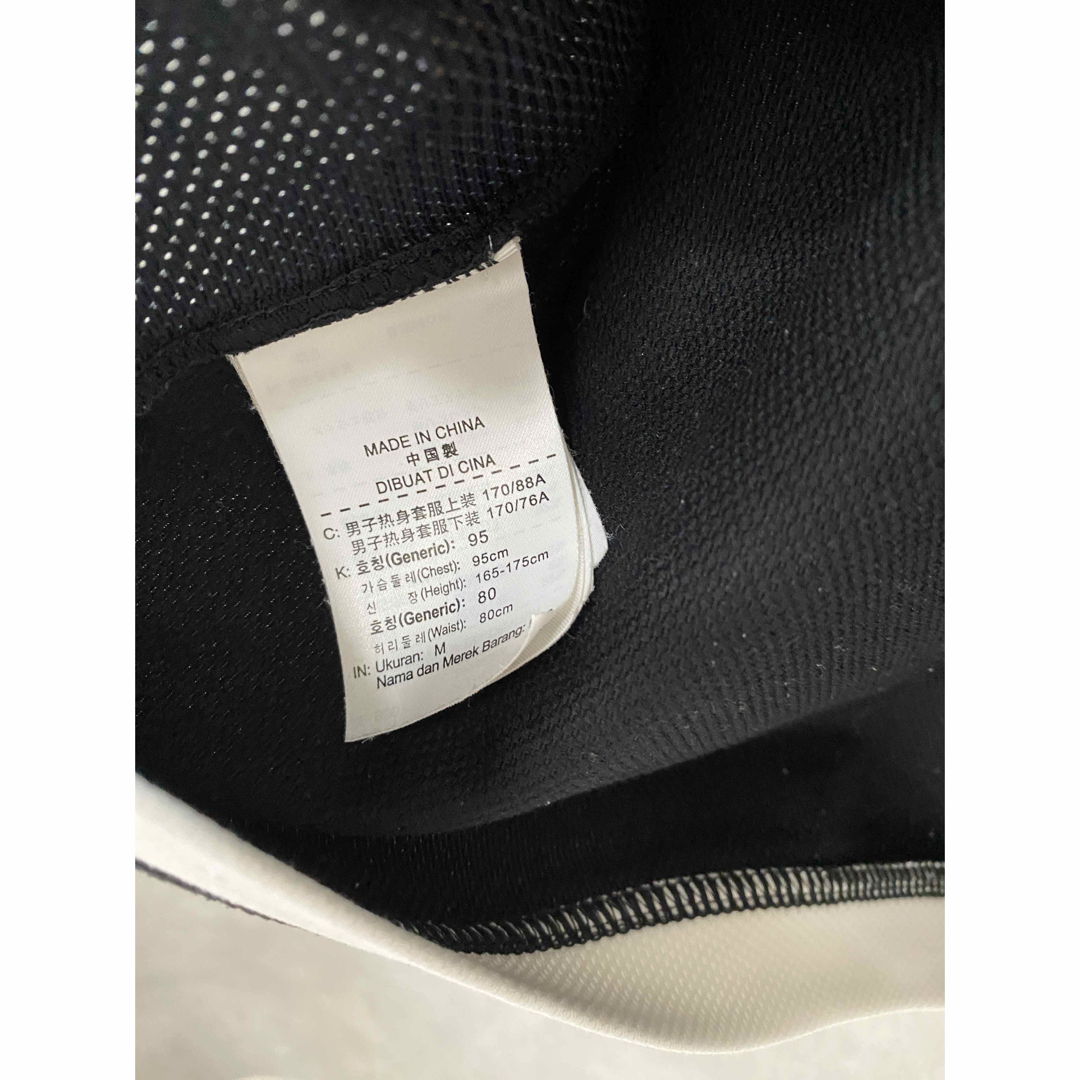 MADE IN CHINA
中国製
DIBUAT DI CINA
C: 男子热身套服上装 170/88A
男子热身套服下装 170/76A
K: 호칭(Generic): 95
가슴둘레(Chest): 95cm
신 장(Height): 165-175cm
호칭(Generic): 80
허리둘레(Waist): 80cm
IN: Ukuran: M
Nama dan Merek Barang: